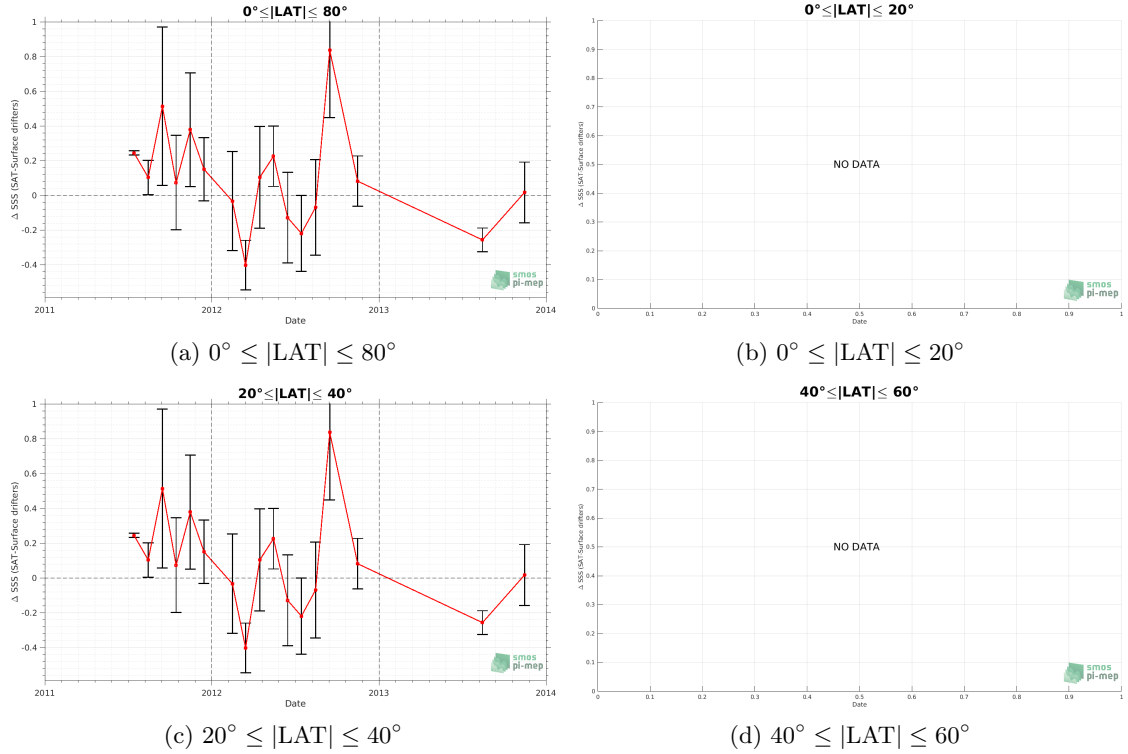 0°≤|LAT|≤ 80°
1
0.8
0.6
0.4
0.2
0
-0.2
-0.4
Δ SSS (SAT-Surface drifters)
2011
2012
2013
2014
Date
smos
pi-mep
(a) 0° ≤ |LAT| ≤ 80°
0°≤|LAT|≤ 20°
1
0.9
0.8
0.7
0.6
0.5
0.4
0.3
0.2
0.1
0
Δ SSS (SAT-Surface drifters)
NO DATA
0
0.1
0.2
0.3
0.4
0.5
0.6
0.7
0.8
0.9
1
Date
smos
pi-mep
(b) 0° ≤ |LAT| ≤ 20°
20°≤|LAT|≤ 40°
1
0.8
0.6
0.4
0.2
0
-0.2
-0.4
Δ SSS (SAT-Surface drifters)
2011
2012
2013
2014
Date
smos
pi-mep
(c) 20° ≤ |LAT| ≤ 40°
40°≤|LAT|≤ 60°
1
0.9
0.8
0.7
0.6
0.5
0.4
0.3
0.2
0.1
0
Δ SSS (SAT-Surface drifters)
NO DATA
0
0.1
0.2
0.3
0.4
0.5
0.6
0.7
0.8
0.9
1
Date
smos
pi-mep
(d) 40° ≤ |LAT| ≤ 60°